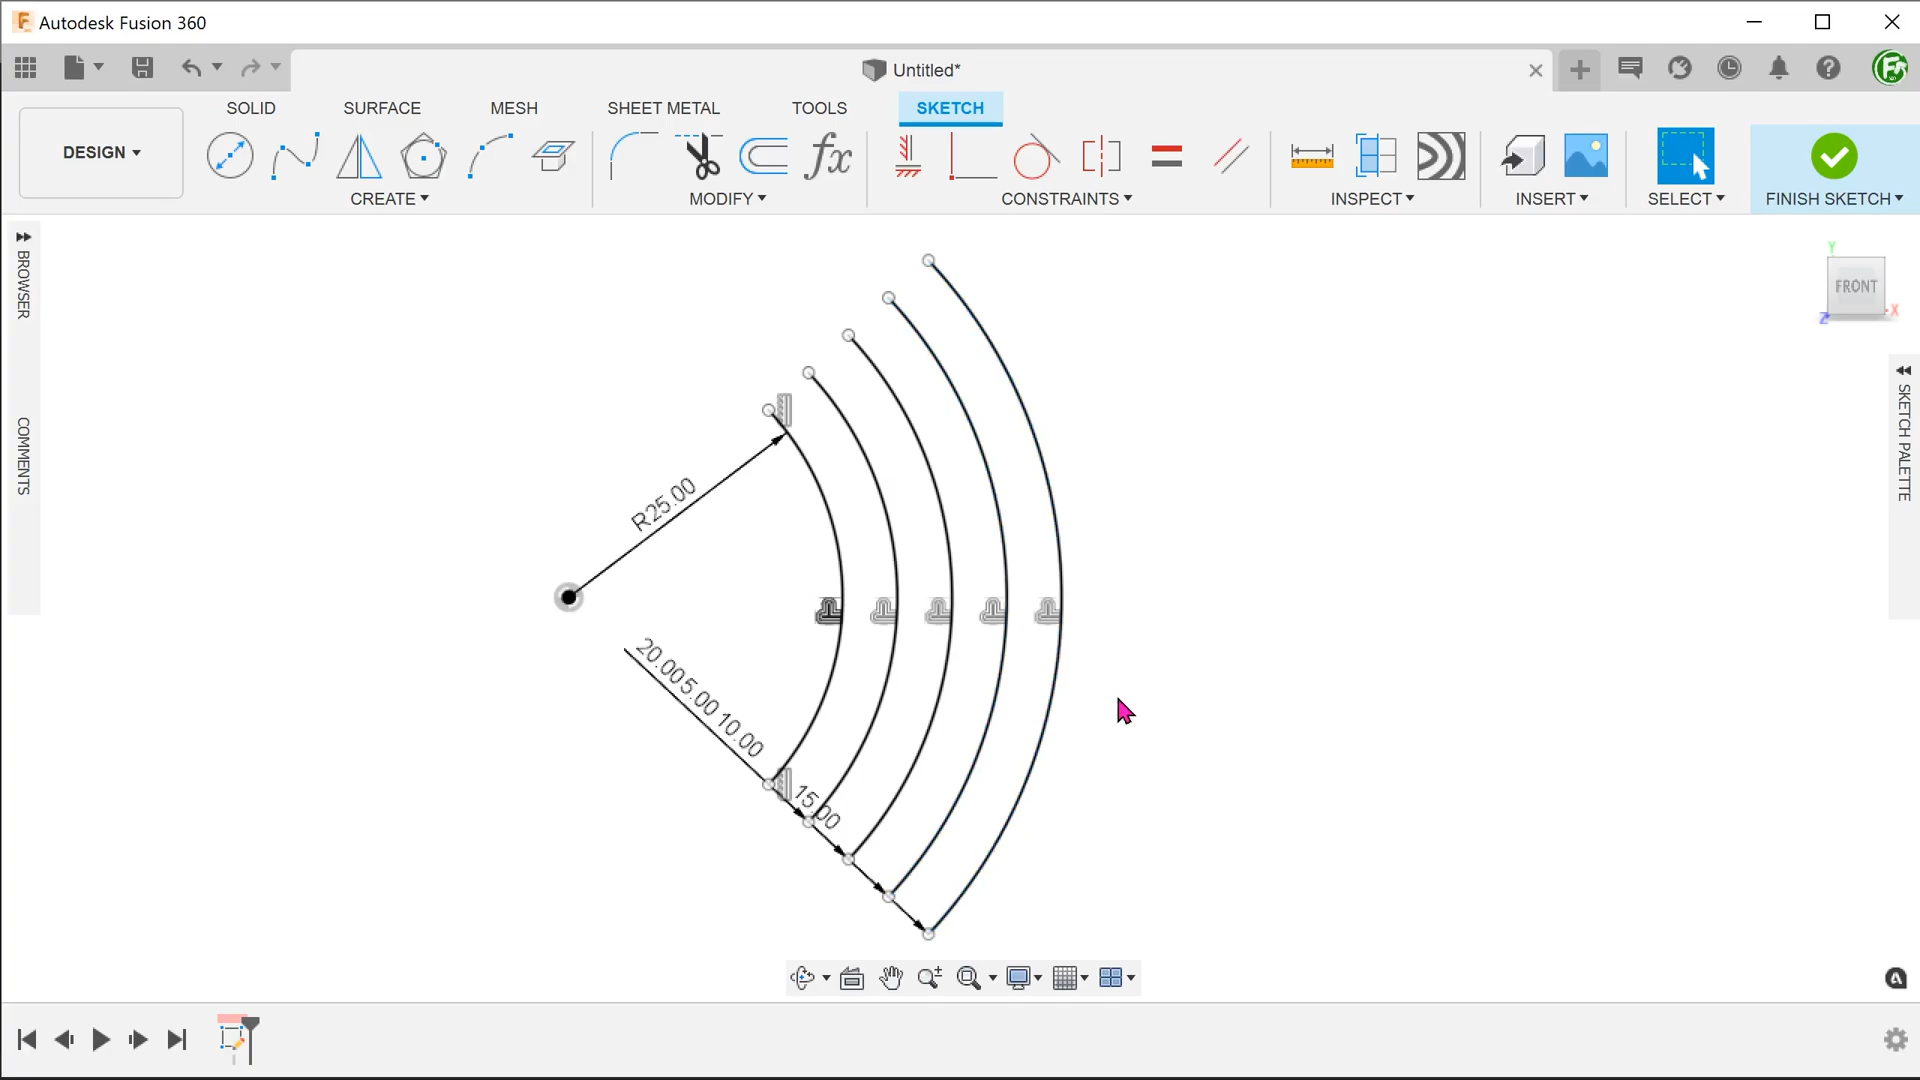 Autodesk Fusion 360
Untitled*
SOLID SURFACE MESH SHEET METAL TOOLS SKETCH
DESIGN
CREATE MODIFY CONSTRAINTS INSPECT INSERT SELECT FINISH SKETCH
BROWSER
COMMENTS
Y
FRONT
X
Z
SKETCH PALETTE
R25.00
20.00
5.00
10.00
15.00